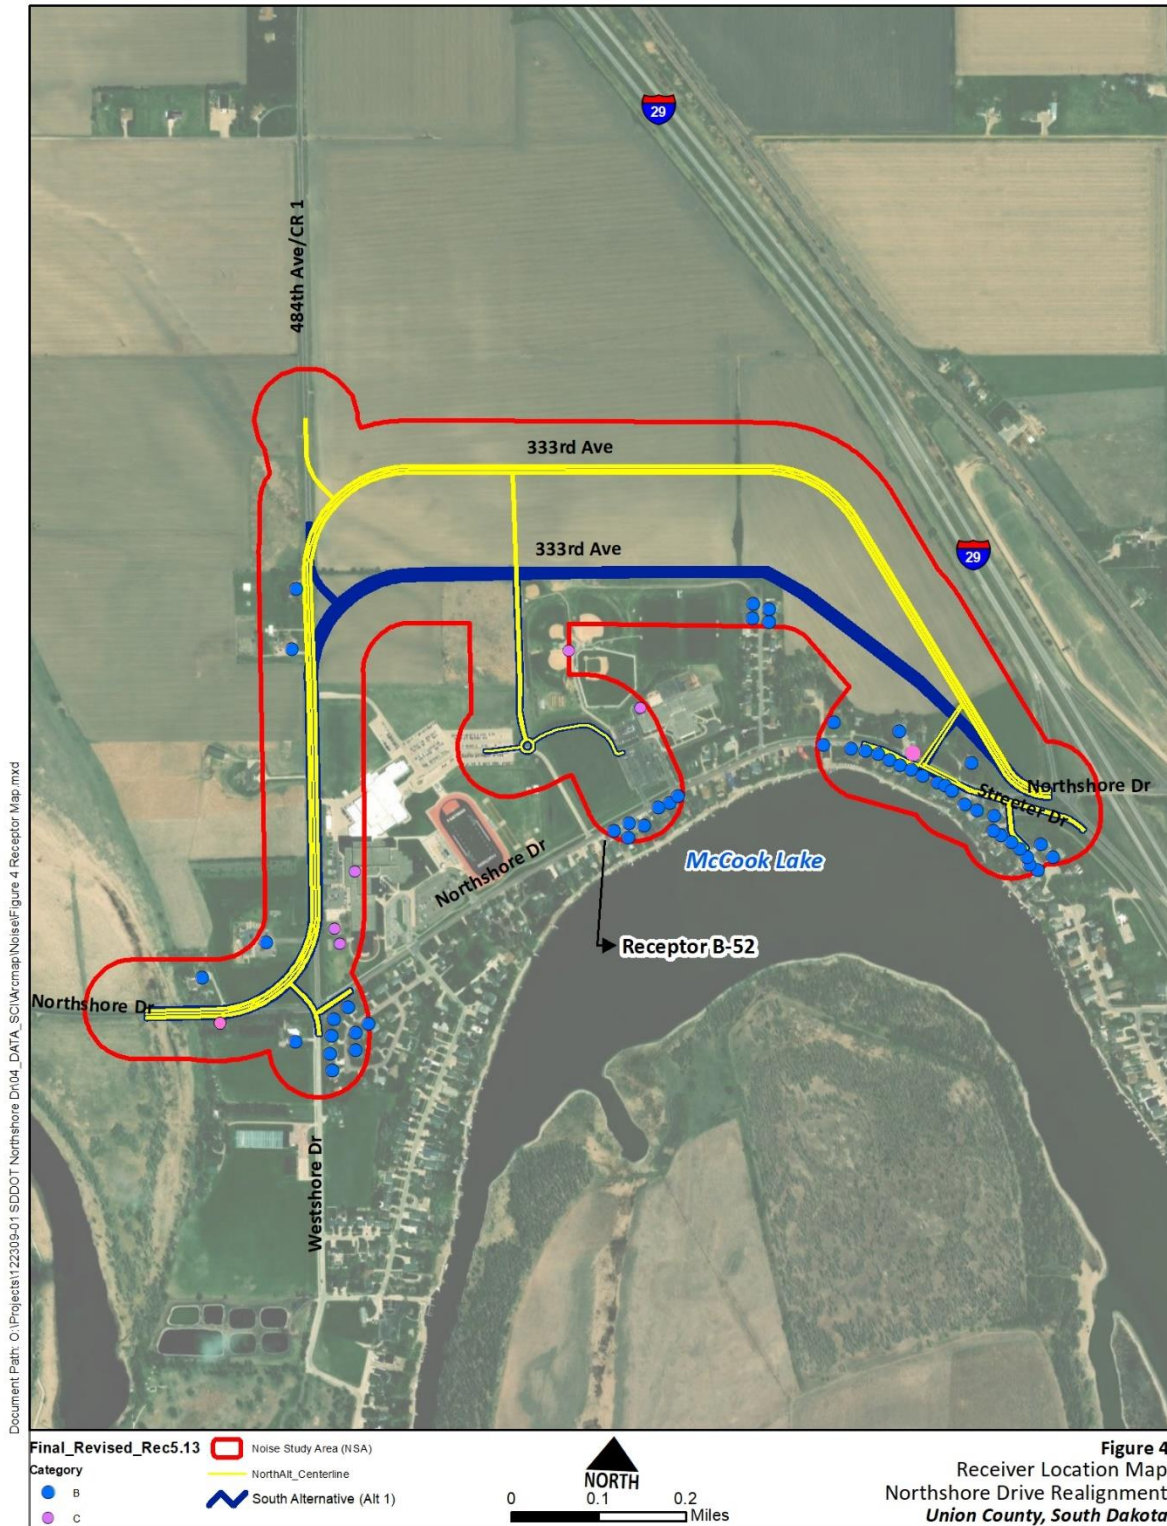 29
484th Ave/CR 1
333rd Ave
333rd Ave
29
Northshore Dr
Streeter Dr
McCook Lake
Northshore Dr
Receptor B-52
Northshore Dr
Westshore Dr
Document Path: O:\Projects\122309-01 SDDOT Northshore Dr\04_DATA_SCI\Arcmap\Noise\Figure 4 Receptor Map.mxd
Final_Revised_Rec5.13
Category
B
C
Noise Study Area (NSA)
NorthAlt_Centerline
South Alternative (Alt 1)
NORTH
0 0.1 0.2
Miles
Figure 4
Receiver Location Map
Northshore Drive Realignment
Union County, South Dakota